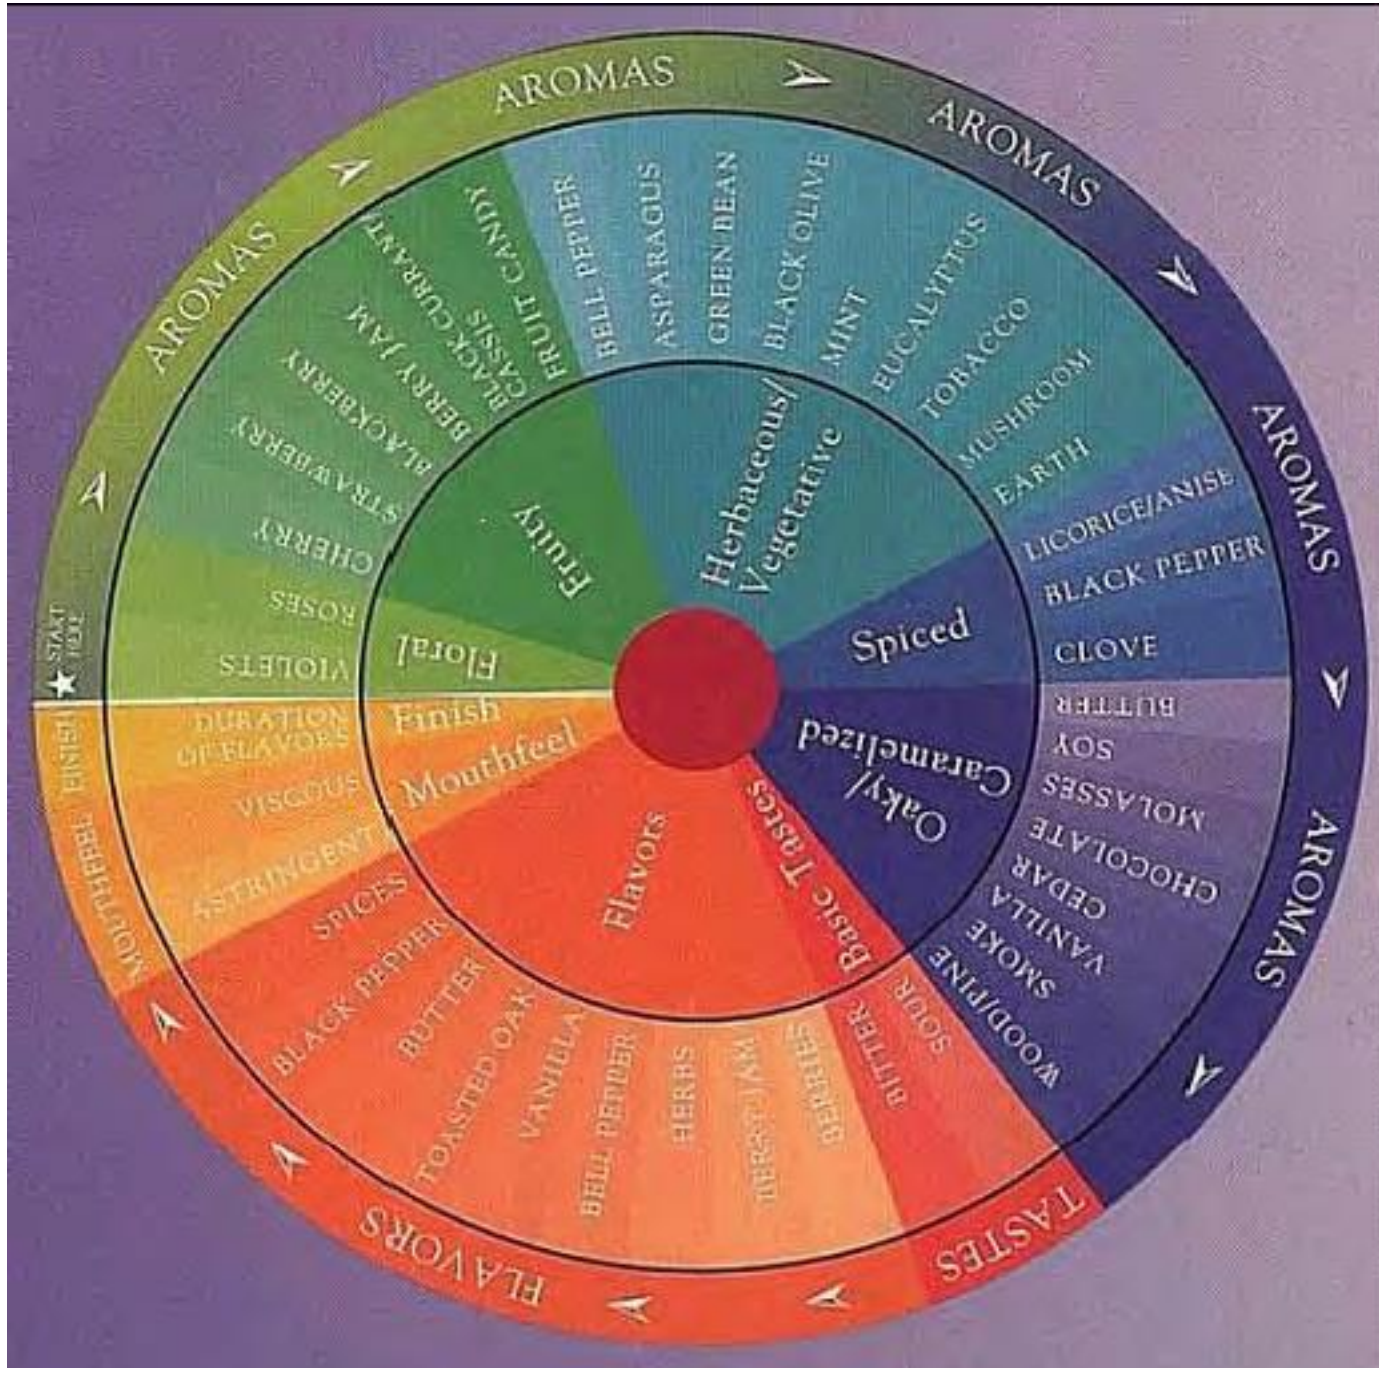 START
HERE
AROMAS
AROMAS
AROMAS
AROMAS
AROMAS
TASTES
FLAVORS
MOUTHFEEL
FINISH
VIOLETS
ROSES
CHERRY
STRAWBERRY
BLACKBERRY
BERRY JAM
BLACK CURRANT
CASSIS
FRUIT CANDY
BELL PEPPER
ASPARAGUS
GREEN BEAN
BLACK OLIVE
MINT
EUCALYPTUS
TOBACCO
MUSHROOM
EARTH
LICORICE/ANISE
BLACK PEPPER
CLOVE
BUTTER
SOY
MOLASSES
CHOCOLATE
CEDAR
VANILLA
SMOKE
WOOD/PINE
SOUR
BITTER
BERRIES
BERRY JAM
HERBS
BELL PEPPER
VANILLA
TOASTED OAK
BUTTER
BLACK PEPPER
SPICES
ASTRINGENT
VISCOUS
DURATION
OF FLAVORS
Floral
Fruity
Herbaceous/
Vegetative
Spiced
Oaky/
Caramelized
Basic Tastes
Flavors
Mouthfeel
Finish